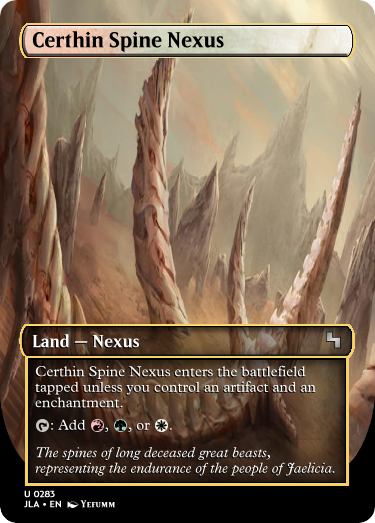 Certhin Spine Nexus
Land — Nexus
Certhin Spine Nexus enters the battlefield
tapped unless you control an artifact and an
enchantment.
: Add , , or .
The spines of long deceased great beasts,
representing the endurance of the people of Jaelicia.
U 0283
JLA • EN Yefumm